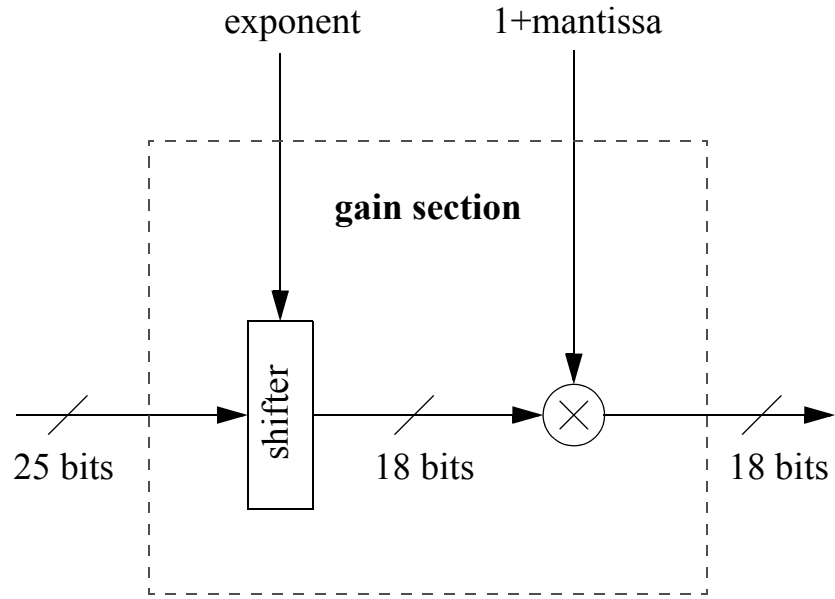 exponent
1+mantissa
gain section
shifter
25 bits
18 bits
18 bits